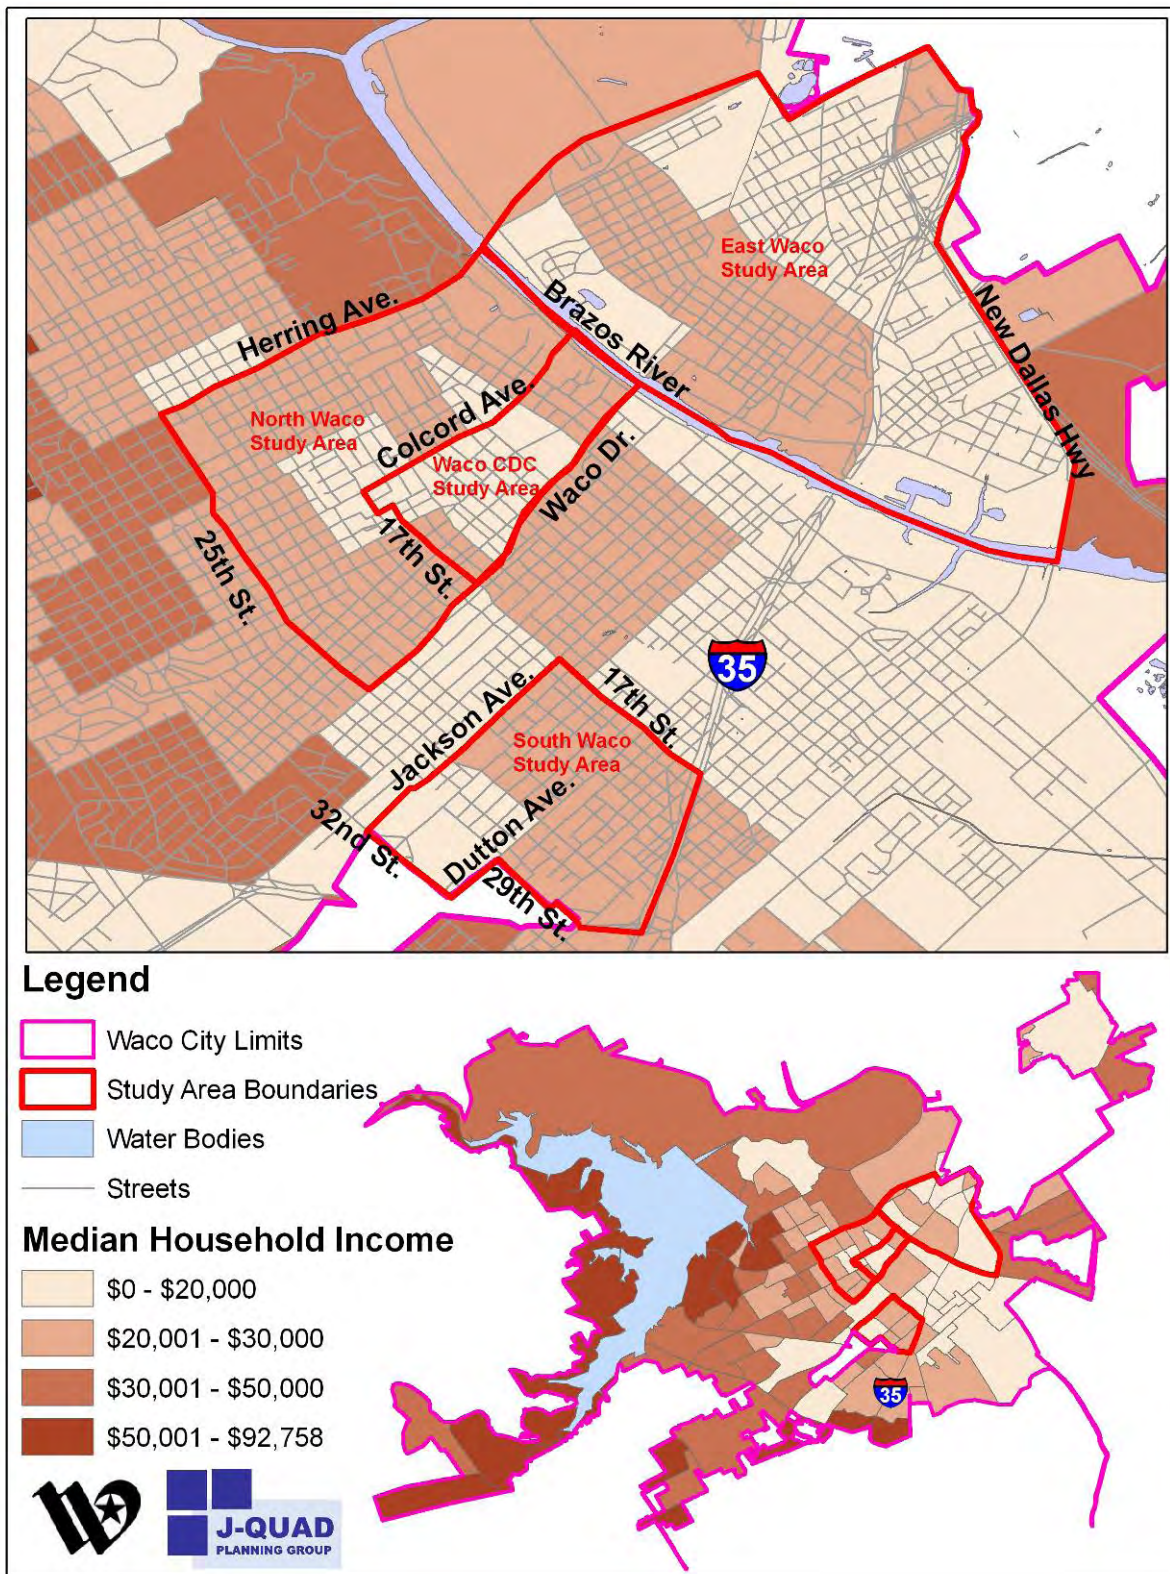 East Waco
Study Area
Brazos River
New Dallas Hwy
Herring Ave.
North Waco
Study Area
Colcord Ave.
Waco CDC
Study Area
Waco Dr.
17th St.
25th St.
35
17th St.
Jackson Ave.
South Waco
Study Area
32nd St.
Dutton Ave.
29th St.
Legend
Waco City Limits
Study Area Boundaries
Water Bodies
Streets
Median Household Income
$0 - $20,000
$20,001 - $30,000
$30,001 - $50,000
$50,001 - $92,758
35
J-QUAD
PLANNING GROUP